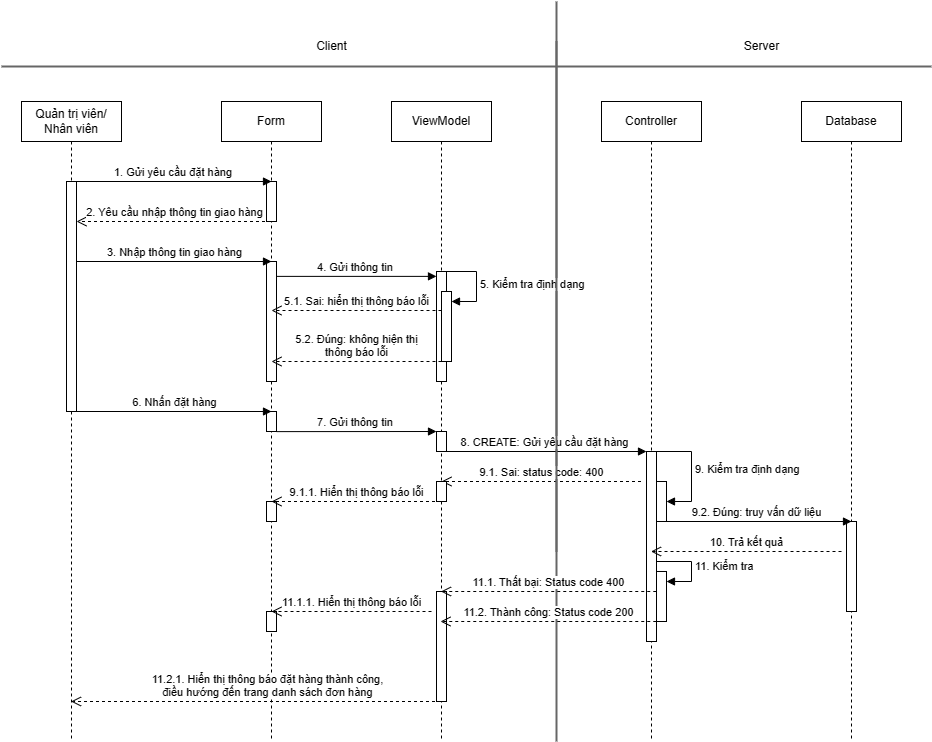 Client
Server
Quản trị viên/
Nhân viên
Form
ViewModel
Controller
Database
1. Gửi yêu cầu đặt hàng
2. Yêu cầu nhập thông tin giao hàng
3. Nhập thông tin giao hàng
4. Gửi thông tin
5. Kiểm tra định dạng
5.1. Sai: hiển thị thông báo lỗi
5.2. Đúng: không hiện thị
thông báo lỗi
6. Nhấn đặt hàng
7. Gửi thông tin
8. CREATE: Gửi yêu cầu đặt hàng
9. Kiểm tra định dạng
9.1. Sai: status code: 400
9.1.1. Hiển thị thông báo lỗi
9.2. Đúng: truy vấn dữ liệu
10. Trả kết quả
11. Kiểm tra
11.1. Thất bại: Status code 400
11.1.1. Hiển thị thông báo lỗi
11.2. Thành công: Status code 200
11.2.1. Hiển thị thông báo đặt hàng thành công,
điều hướng đến trang danh sách đơn hàng